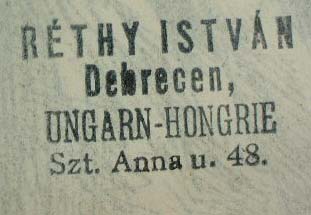 RÉTHY ISTVÁN
Debrecen,
UNGARN-HONGRIE
Szt. Anna u. 48.